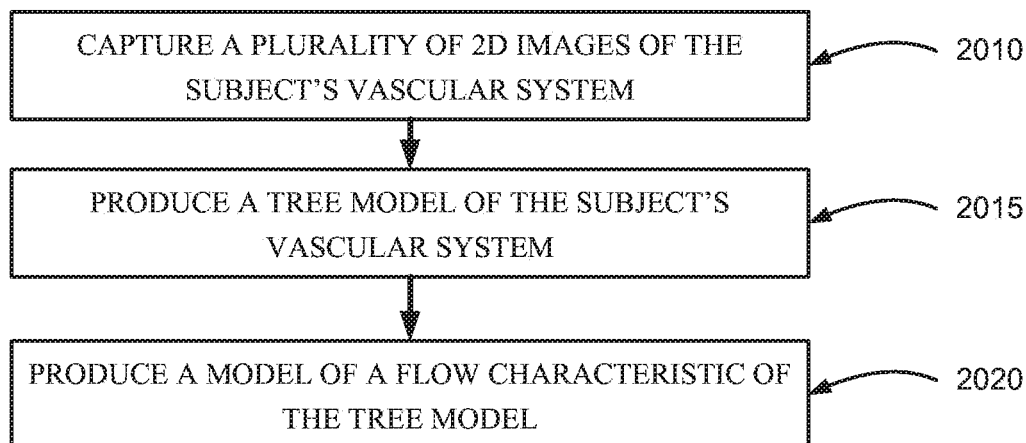 CAPTURE A PLURALITY OF 2D IMAGES OF THE
SUBJECT'S VASCULAR SYSTEM
2010
PRODUCE A TREE MODEL OF THE SUBJECT'S
VASCULAR SYSTEM
2015
PRODUCE A MODEL OF A FLOW CHARACTERISTIC OF
THE TREE MODEL
2020